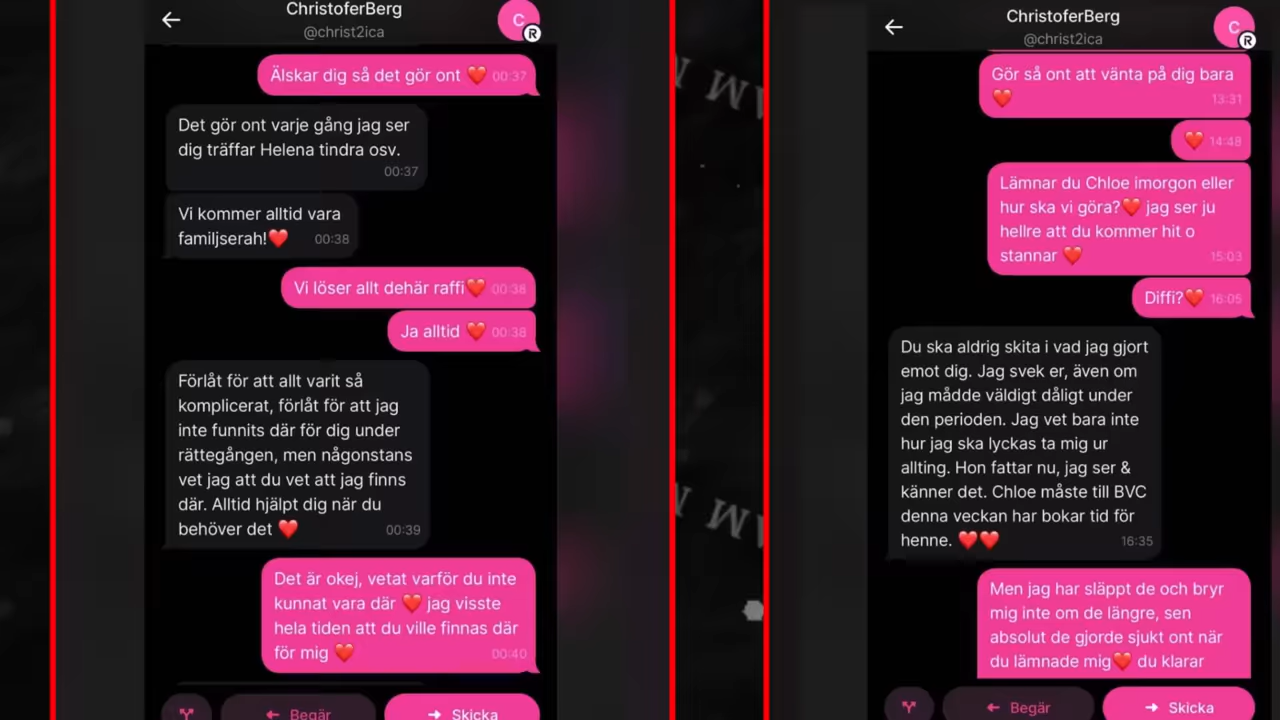 ChristoferBerg
@christ2ica
C
R
Älskar dig så det gör ont ❤️ 00:37
Det gör ont varje gång jag ser
dig träffar Helena tindra osv.
00:37
Vi kommer alltid vara
familjserah!❤️ 00:38
Vi löser allt dehär raffi❤️ 00:38
Ja alltid ❤️ 00:38
Förlåt för att allt varit så
komplicerat, förlåt för att jag
inte funnits där för dig under
rättegången, men någonstans
vet jag att du vet att jag finns
där. Alltid hjälpt dig när du
behöver det ❤️ 00:39
Det är okej, vetat varför du inte
kunnat vara där ❤️ jag visste
hela tiden att du ville finnas där
för mig ❤️ 00:40
Begär
Skicka
ChristoferBerg
@christ2ica
C
R
Gör så ont att vänta på dig bara
❤️ 13:31
❤️ 14:48
Lämnar du Chloe imorgon eller
hur ska vi göra?❤️ jag ser ju
hellre att du kommer hit o
stannar ❤️ 15:03
Diffi?❤️ 16:05
Du ska aldrig skita i vad jag gjort
emot dig. Jag svek er, även om
jag mådde väldigt dåligt under
den perioden. Jag vet bara inte
hur jag ska lyckas ta mig ur
allting. Hon fattar nu, jag ser &
känner det. Chloe måste till BVC
denna veckan har bokar tid för
henne. ❤️❤️ 16:35
Men jag har släppt de och bryr
mig inte om de längre, sen
absolut de gjorde sjukt ont när
du lämnade mig❤️ du klarar
Begär
Skicka